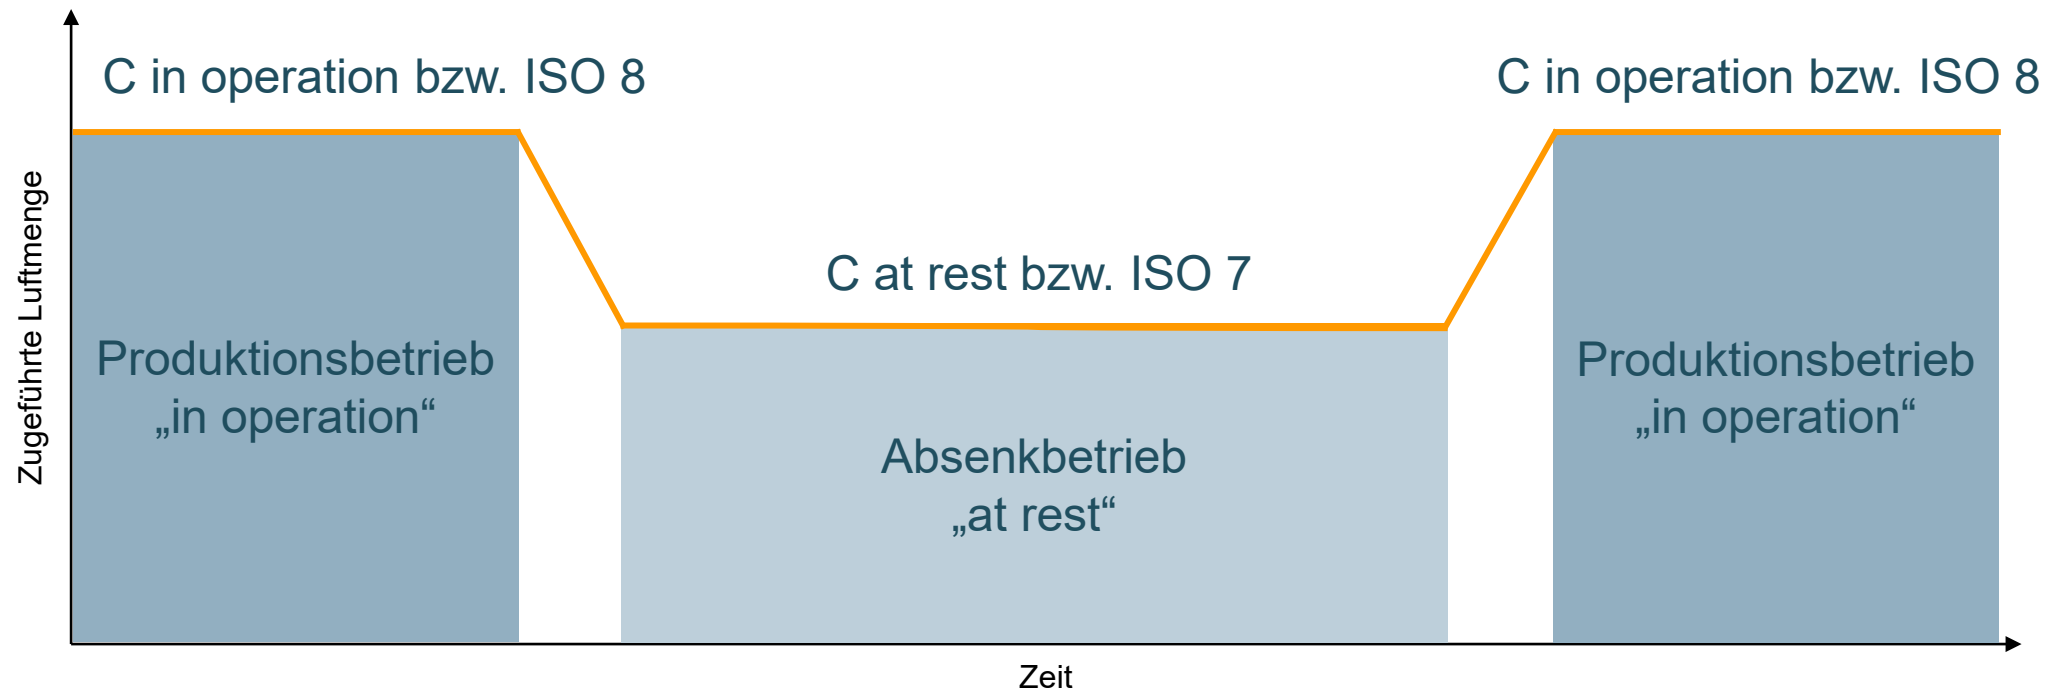 C in operation bzw. ISO 8
C in operation bzw. ISO 8
C at rest bzw. ISO 7
Zugeführte Luftmenge
Produktionsbetrieb
„in operation“
Absenkbetrieb
„at rest“
Produktionsbetrieb
„in operation“
Zeit